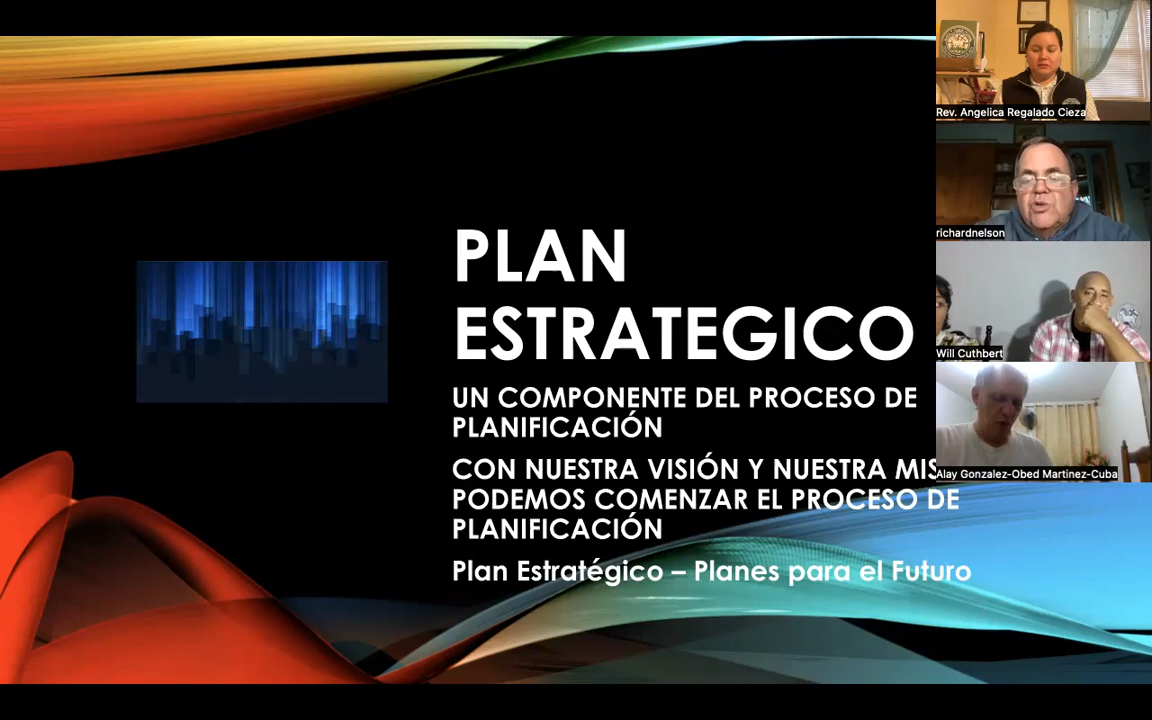 PLAN
ESTRATEGICO
UN COMPONENTE DEL PROCESO DE
PLANIFICACIÓN
CON NUESTRA VISIÓN Y NUESTRA MIS
PODEMOS COMENZAR EL PROCESO DE
PLANIFICACIÓN
Plan Estratégico – Planes para el Futuro
Rev. Angelica Regalado Cieza
richardnelson
Will Cuthbert
Alay Gonzalez-Obed Martinez-Cuba